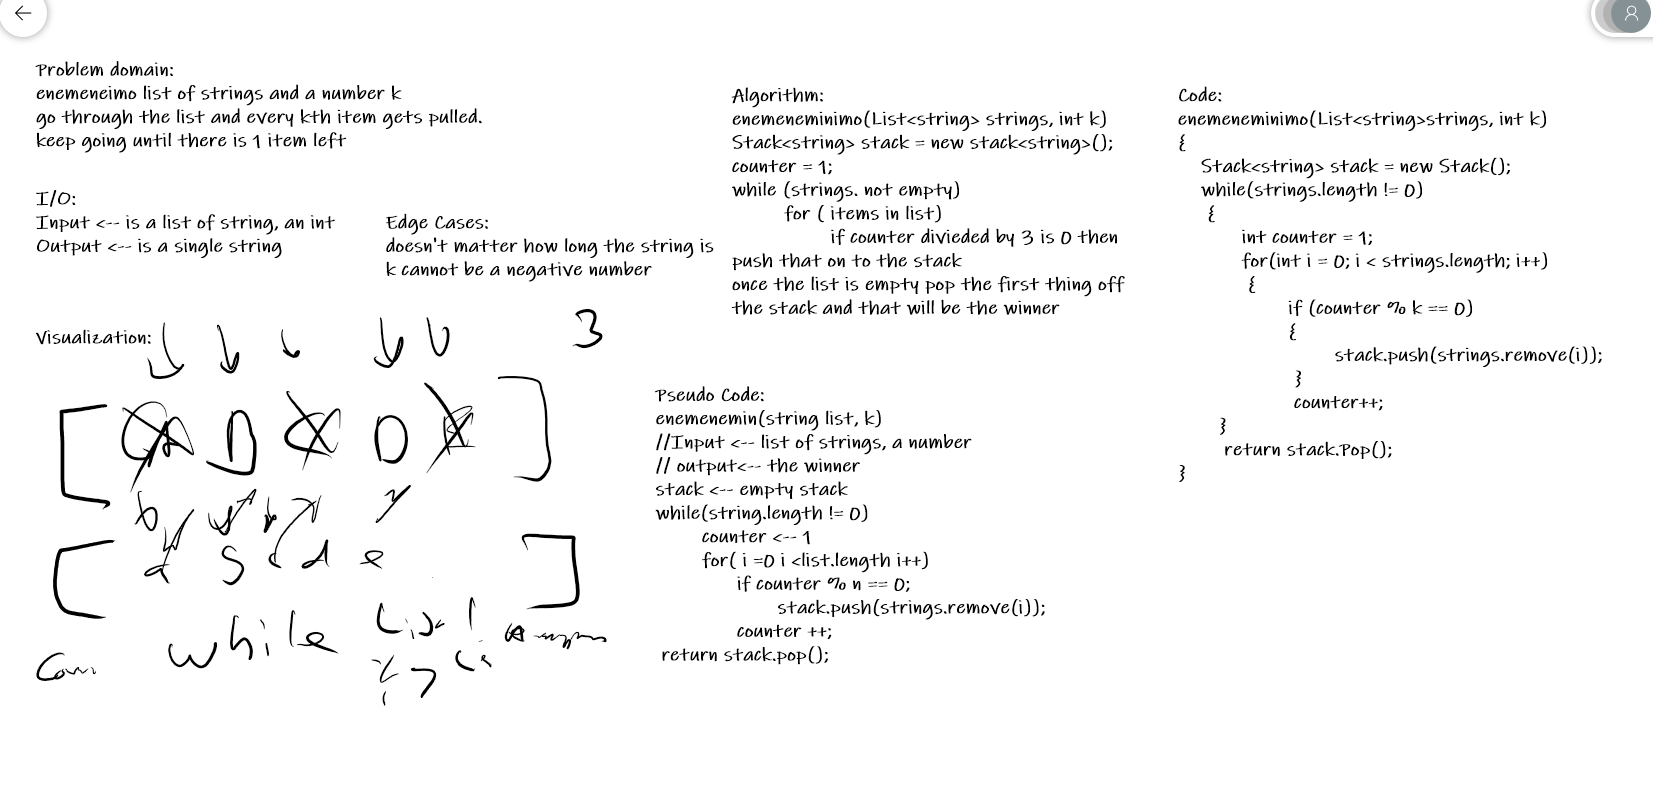 Problem domain:
enemeneimo list of strings and a number k
go through the list and every kth item gets pulled.
keep going until there is 1 item left
I/O:
Input <-- is a list of string, an int
Output <-- is a single string
Edge Cases:
doesn't matter how long the string is
k cannot be a negative number
Visualization:
3
A D C D E
b
d s c d e
while List
Algorithm:
enemeneminimo(List<string> strings, int k)
Stack<string> stack = new stack<string>();
counter = 1;
while (strings. not empty)
for ( items in list)
if counter divieded by 3 is 0 then
push that on to the stack
once the list is empty pop the first thing off
the stack and that will be the winner
Pseudo Code:
enemenemin(string list, k)
//Input <-- list of strings, a number
// output<-- the winner
stack <-- empty stack
while(string.length != 0)
counter <-- 1
for( i =0 i <list.length i++)
if counter % n == 0;
stack.push(strings.remove(i));
counter ++;
return stack.pop();
Code:
enemeneminimo(List<string>strings, int k)
{
Stack<string> stack = new Stack();
while(strings.length != 0)
{
int counter = 1;
for(int i = 0; i < strings.length; i++)
{
if (counter % k == 0)
{
stack.push(strings.remove(i));
}
counter++;
}
return stack.Pop();
}